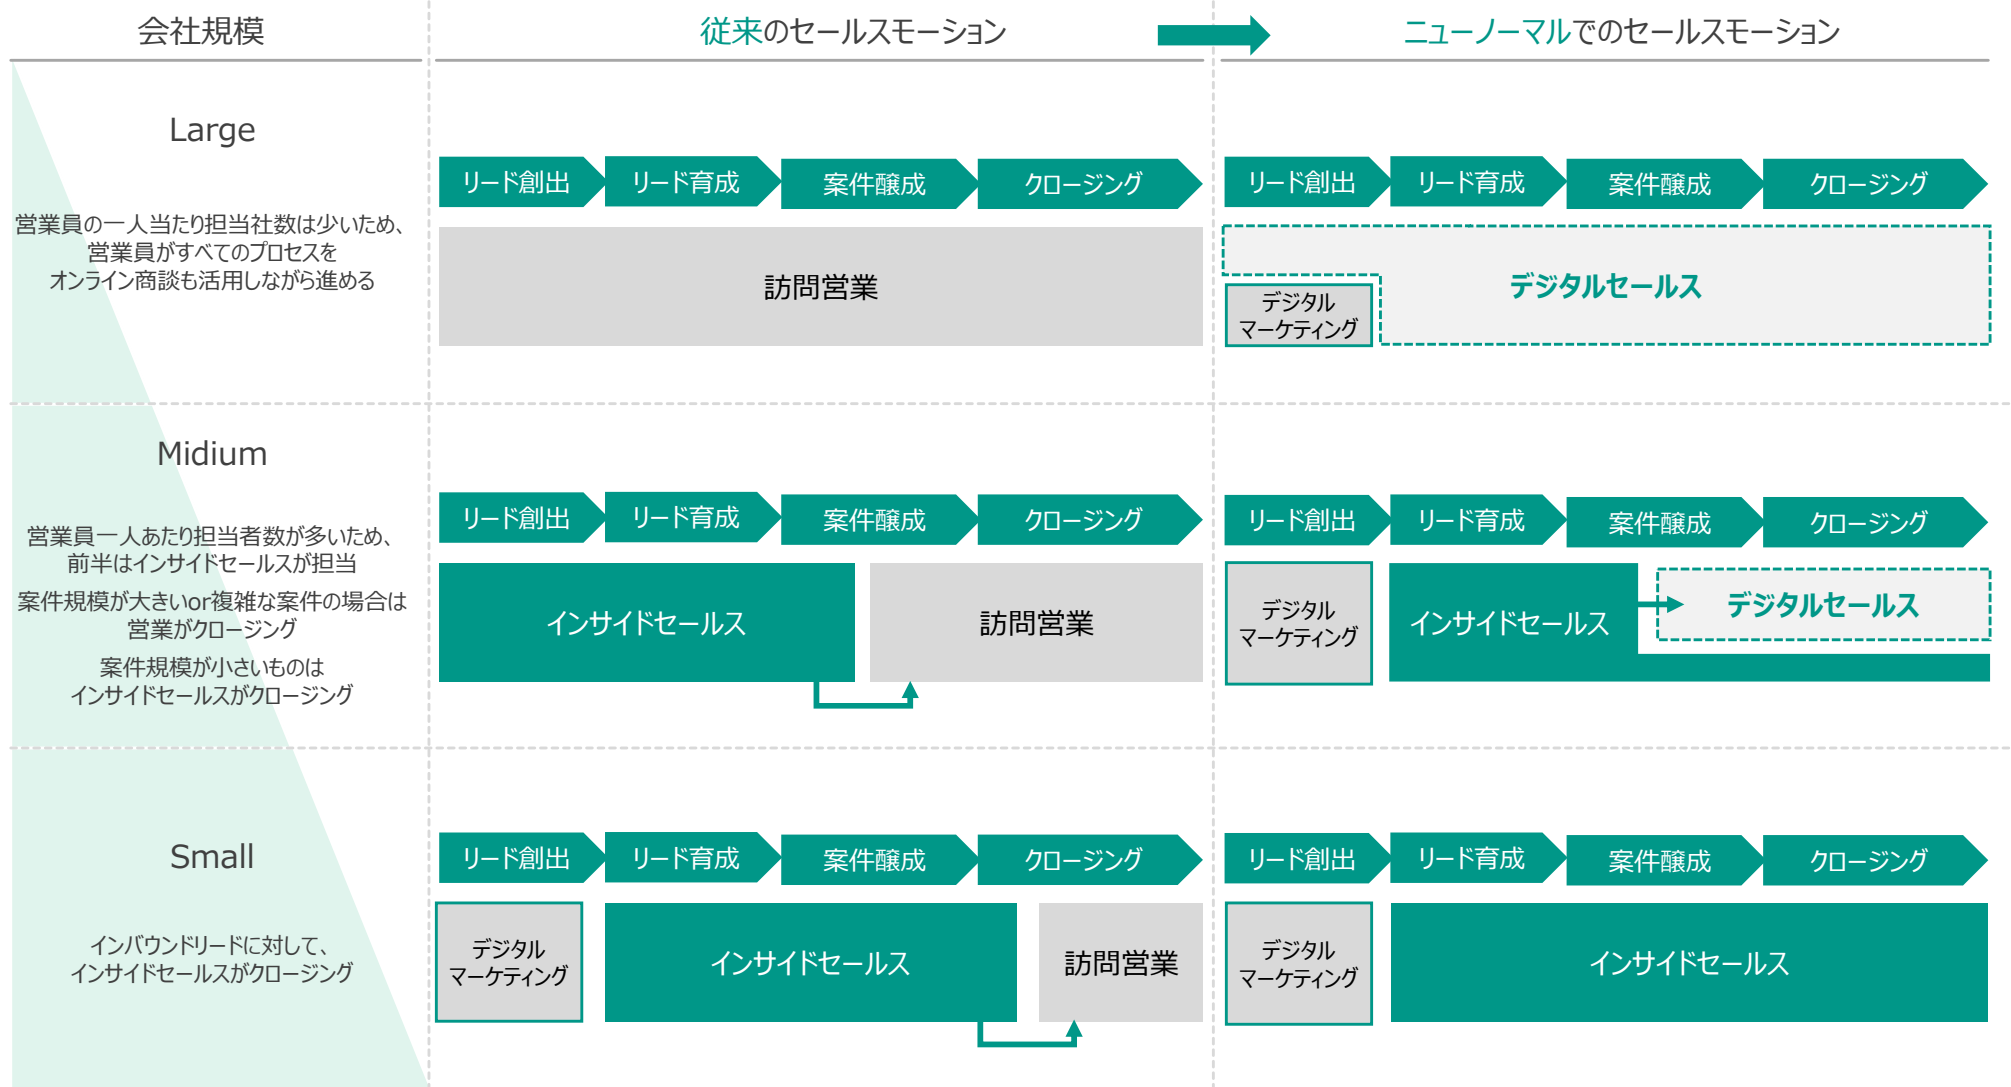 会社規模
従来のセールスモーション
ニューノーマルでのセールスモーション
Large
営業員の一人当たり担当社数は少いため、
営業員がすべてのプロセスを
オンライン商談も活用しながら進める
リード創出
リード育成
案件醸成
クロージング
訪問営業
リード創出
リード育成
案件醸成
クロージング
デジタルセールス
デジタル
マーケティング
Midium
営業員一人あたり担当者数が多いため、
前半はインサイドセールスが担当
案件規模が大きいor複雑な案件の場合は
営業がクロージング
案件規模が小さいものは
インサイドセールスがクロージング
リード創出
リード育成
案件醸成
クロージング
インサイドセールス
訪問営業
リード創出
リード育成
案件醸成
クロージング
デジタル
マーケティング
インサイドセールス
デジタルセールス
Small
インバウンドリードに対して、
インサイドセールスがクロージング
リード創出
リード育成
案件醸成
クロージング
デジタル
マーケティング
インサイドセールス
訪問営業
リード創出
リード育成
案件醸成
クロージング
デジタル
マーケティング
インサイドセールス